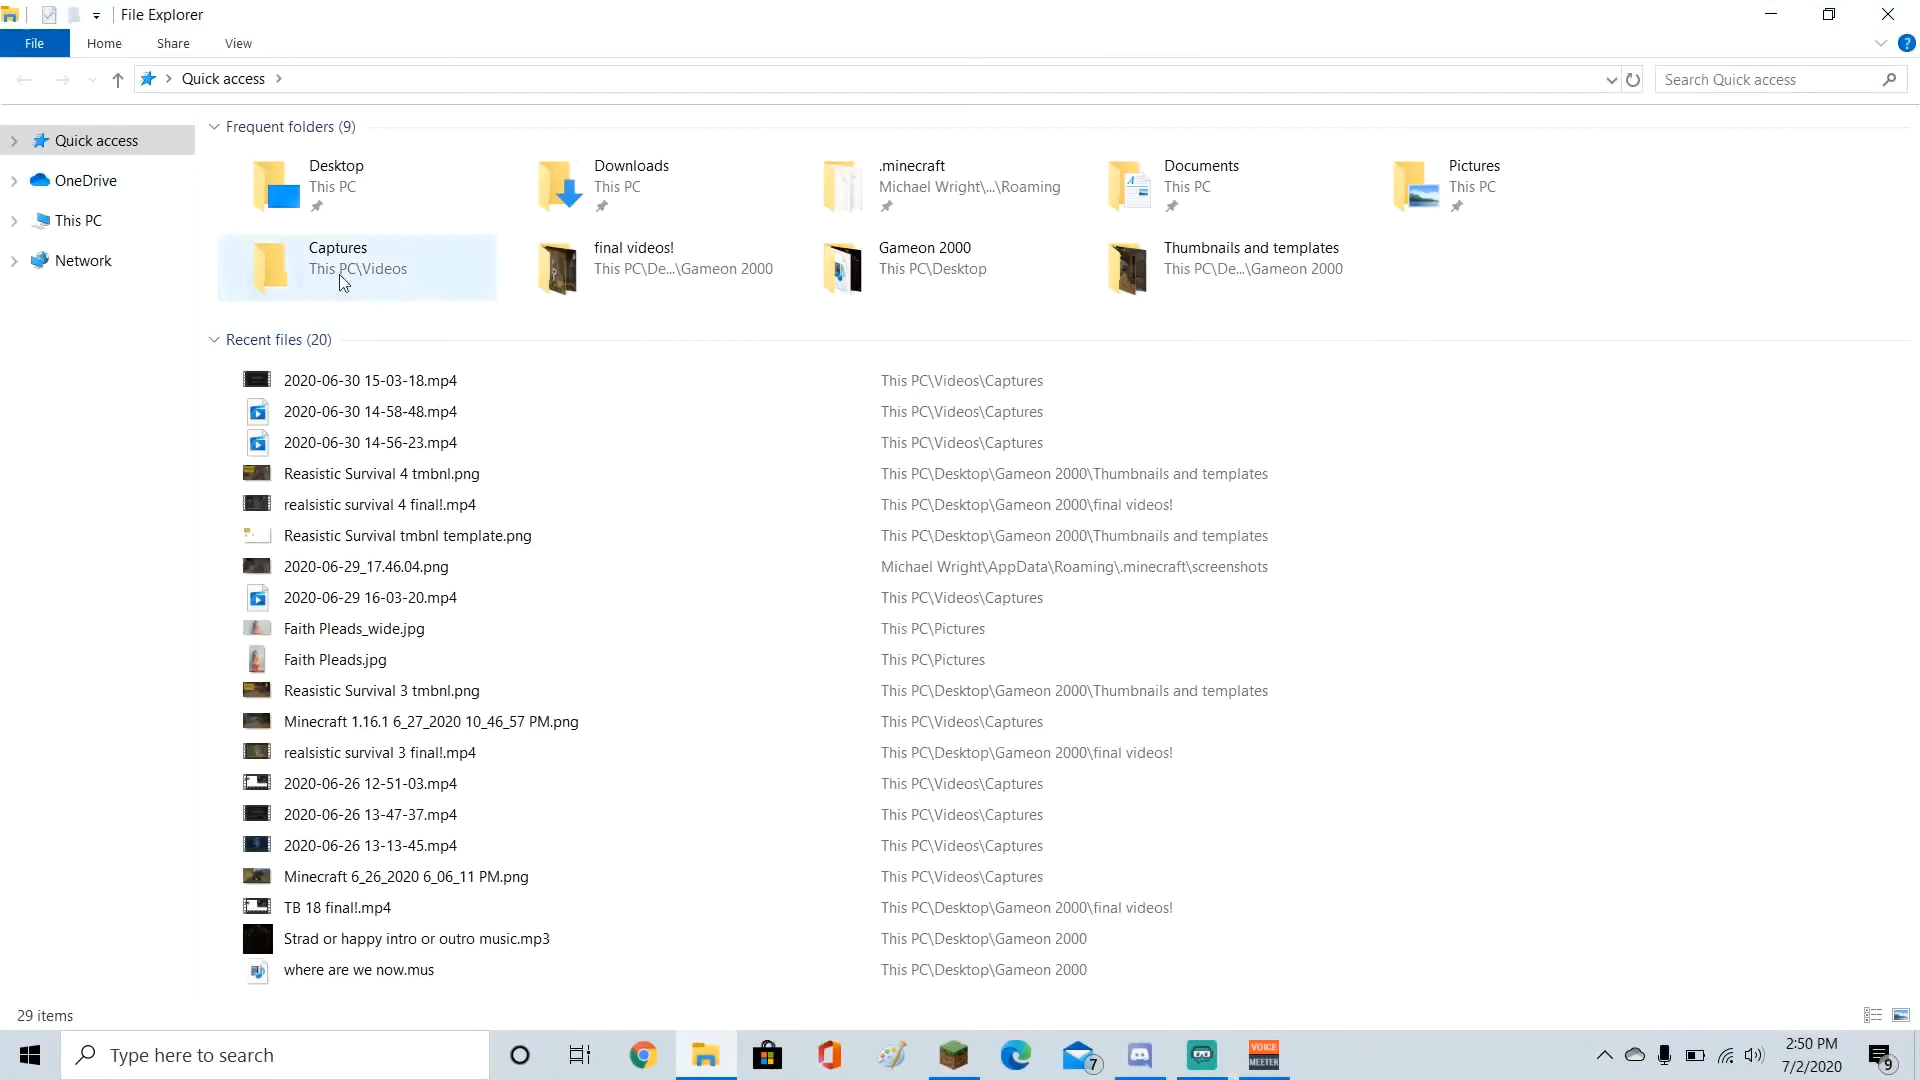 File Explorer
File Home Share View
Quick access
Search Quick access
Quick access
OneDrive
This PC
Network
Frequent folders (9)
Desktop
This PC
Downloads
This PC
.minecraft
Michael Wright\...\Roaming
Documents
This PC
Pictures
This PC
Captures
This PC\Videos
final videos!
This PC\De...\Gameon 2000
Gameon 2000
This PC\Desktop
Thumbnails and templates
This PC\De...\Gameon 2000
Recent files (20)
2020-06-30 15-03-18.mp4 This PC\Videos\Captures
2020-06-30 14-58-48.mp4 This PC\Videos\Captures
2020-06-30 14-56-23.mp4 This PC\Videos\Captures
Reasistic Survival 4 tmbnl.png This PC\Desktop\Gameon 2000\Thumbnails and templates
realsistic survival 4 final!.mp4 This PC\Desktop\Gameon 2000\final videos!
Reasistic Survival tmbnl template.png This PC\Desktop\Gameon 2000\Thumbnails and templates
2020-06-29_17.46.04.png Michael Wright\AppData\Roaming\.minecraft\screenshots
2020-06-29 16-03-20.mp4 This PC\Videos\Captures
Faith Pleads_wide.jpg This PC\Pictures
Faith Pleads.jpg This PC\Pictures
Reasistic Survival 3 tmbnl.png This PC\Desktop\Gameon 2000\Thumbnails and templates
Minecraft 1.16.1 6_27_2020 10_46_57 PM.png This PC\Videos\Captures
realsistic survival 3 final!.mp4 This PC\Desktop\Gameon 2000\final videos!
2020-06-26 12-51-03.mp4 This PC\Videos\Captures
2020-06-26 13-47-37.mp4 This PC\Videos\Captures
2020-06-26 13-13-45.mp4 This PC\Videos\Captures
Minecraft 6_26_2020 6_06_11 PM.png This PC\Videos\Captures
TB 18 final!.mp4 This PC\Desktop\Gameon 2000\final videos!
Strad or happy intro or outro music.mp3 This PC\Desktop\Gameon 2000
where are we now.mus This PC\Desktop\Gameon 2000
29 items
Type here to search
7
VOICE
MEETER
2:50 PM
7/2/2020
9